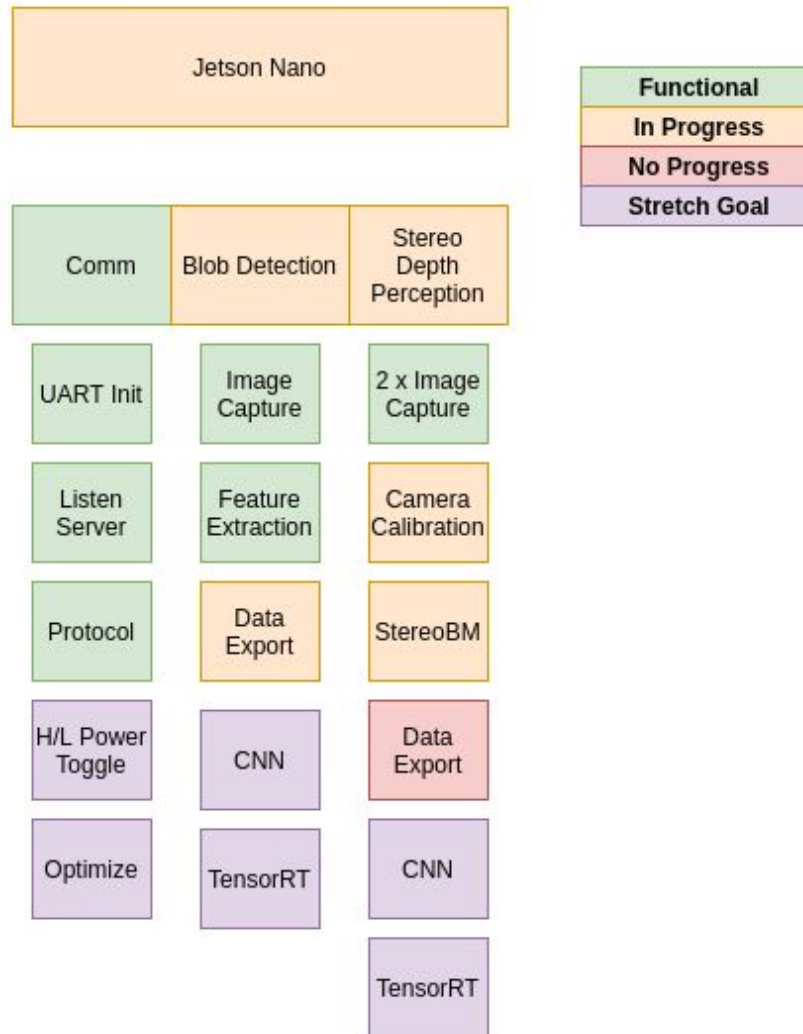 Jetson Nano
Functional
In Progress
No Progress
Stretch Goal
Comm
Blob Detection
Stereo
Depth
Perception
UART Init
Image
Capture
2 x Image
Capture
Listen
Server
Feature
Extraction
Camera
Calibration
Protocol
Data
Export
StereoBM
H/L Power
Toggle
CNN
Data
Export
Optimize
TensorRT
CNN
TensorRT